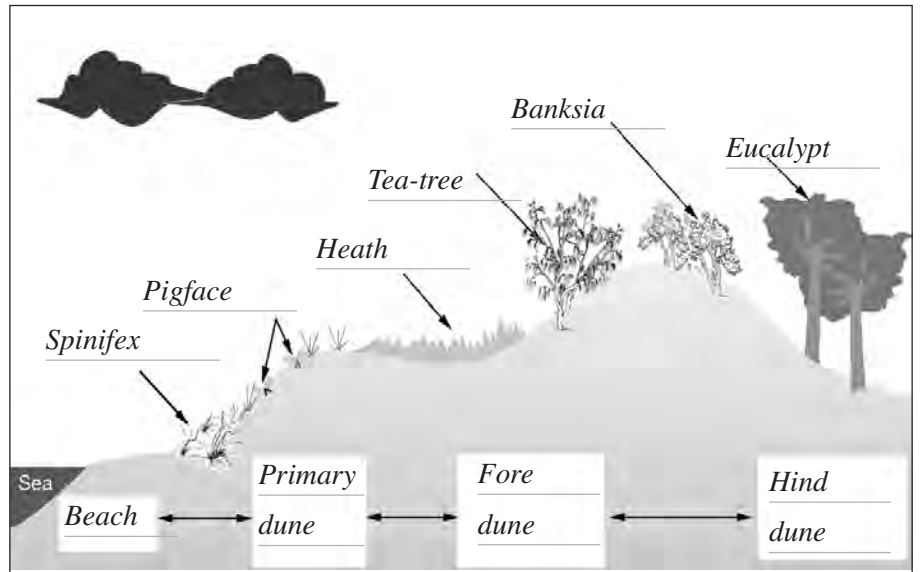 Banksia
Eucalypt
Tea-tree
Heath
Pigface
Spinifex
Sea
Beach
Primary
dune
Fore
dune
Hind
dune